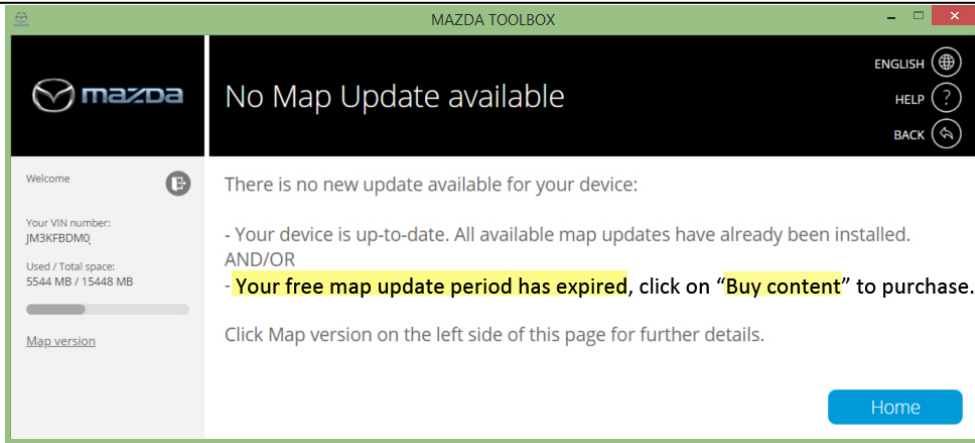 MAZDA TOOLBOX
mazda
No Map Update available
ENGLISH
HELP ?
BACK
Welcome
Your VIN number:
JM3KFBDM0
Used / Total space:
5544 MB / 15448 MB
Map version
There is no new update available for your device:
- Your device is up-to-date. All available map updates have already been installed.
AND/OR
- Your free map update period has expired, click on “Buy content” to purchase.
Click Map version on the left side of this page for further details.
Home